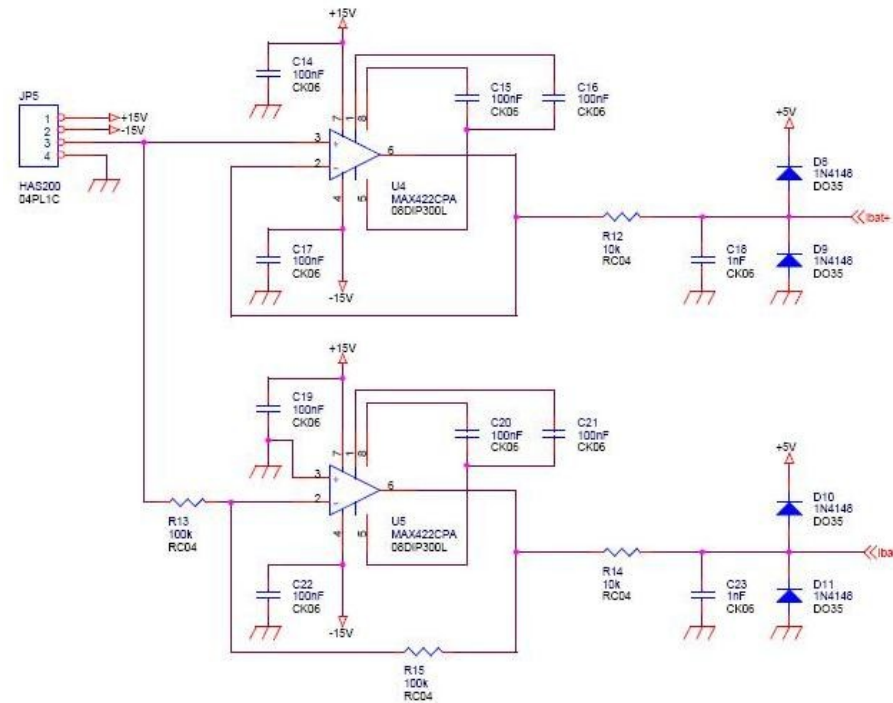 +15V
C14
100nF
CK06
C15
100nF
CK06
C16
100nF
CK06
JP5
1
2
3
4
+15V
-15V
HAS200
04PL1C
7
1
8
3
+
2
-
6
4
5
U4
MAX422CPA
08DIP300L
C17
100nF
CK06
-15V
R12
10k
RC04
C18
1nF
CK06
+5V
D8
1N4148
DO35
Ibat+
D9
1N4148
DO35
+15V
C19
100nF
CK06
C20
100nF
CK06
C21
100nF
CK06
7
1
8
3
+
2
-
6
4
5
U5
MAX422CPA
08DIP300L
R13
100k
RC04
C22
100nF
CK06
-15V
R14
10k
RC04
C23
1nF
CK06
+5V
D10
1N4148
DO35
Iba
D11
1N4148
DO35
R15
100k
RC04